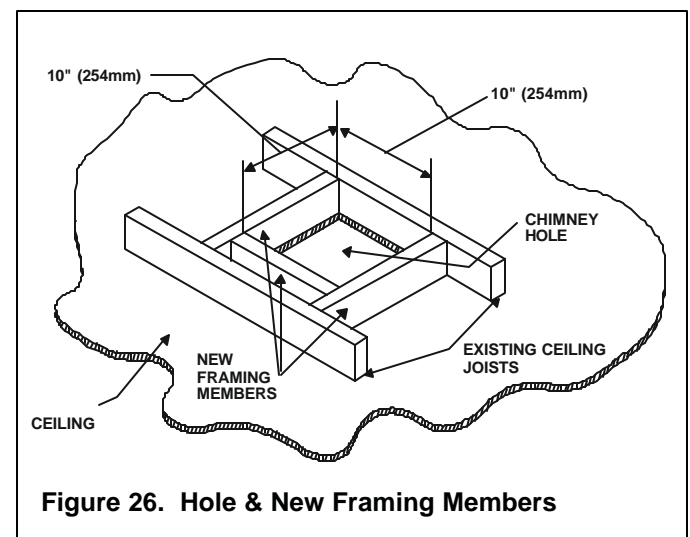 10" (254mm)
10" (254mm)
CHIMNEY
HOLE
NEW
FRAMING
MEMBERS
EXISTING CEILING
JOISTS
CEILING
Figure 26. Hole & New Framing Members